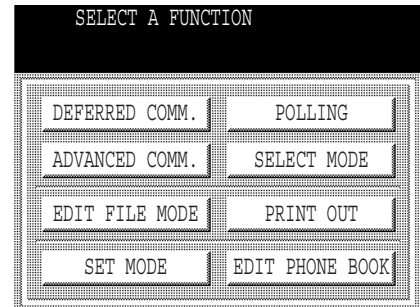 SELECT A FUNCTION
DEFERRED COMM. POLLING
ADVANCED COMM. SELECT MODE
EDIT FILE MODE PRINT OUT
SET MODE EDIT PHONE BOOK